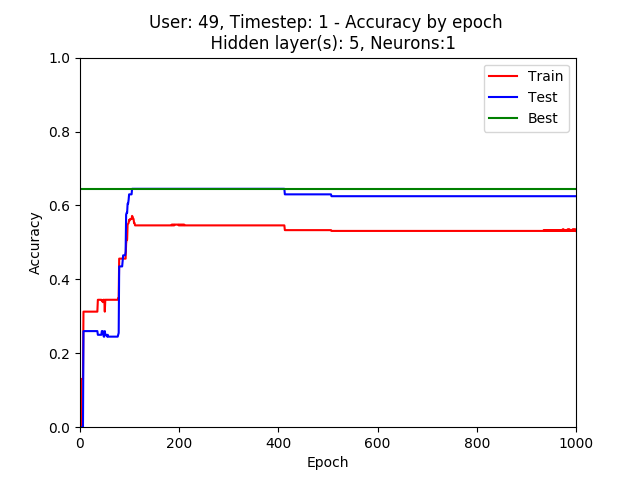 User: 49, Timestep: 1 - Accuracy by epoch
Hidden layer(s): 5, Neurons:1
1.0
0.8
0.6
0.4
0.2
0.0
Accuracy
Train
Test
Best
0 200 400 600 800 1000
Epoch